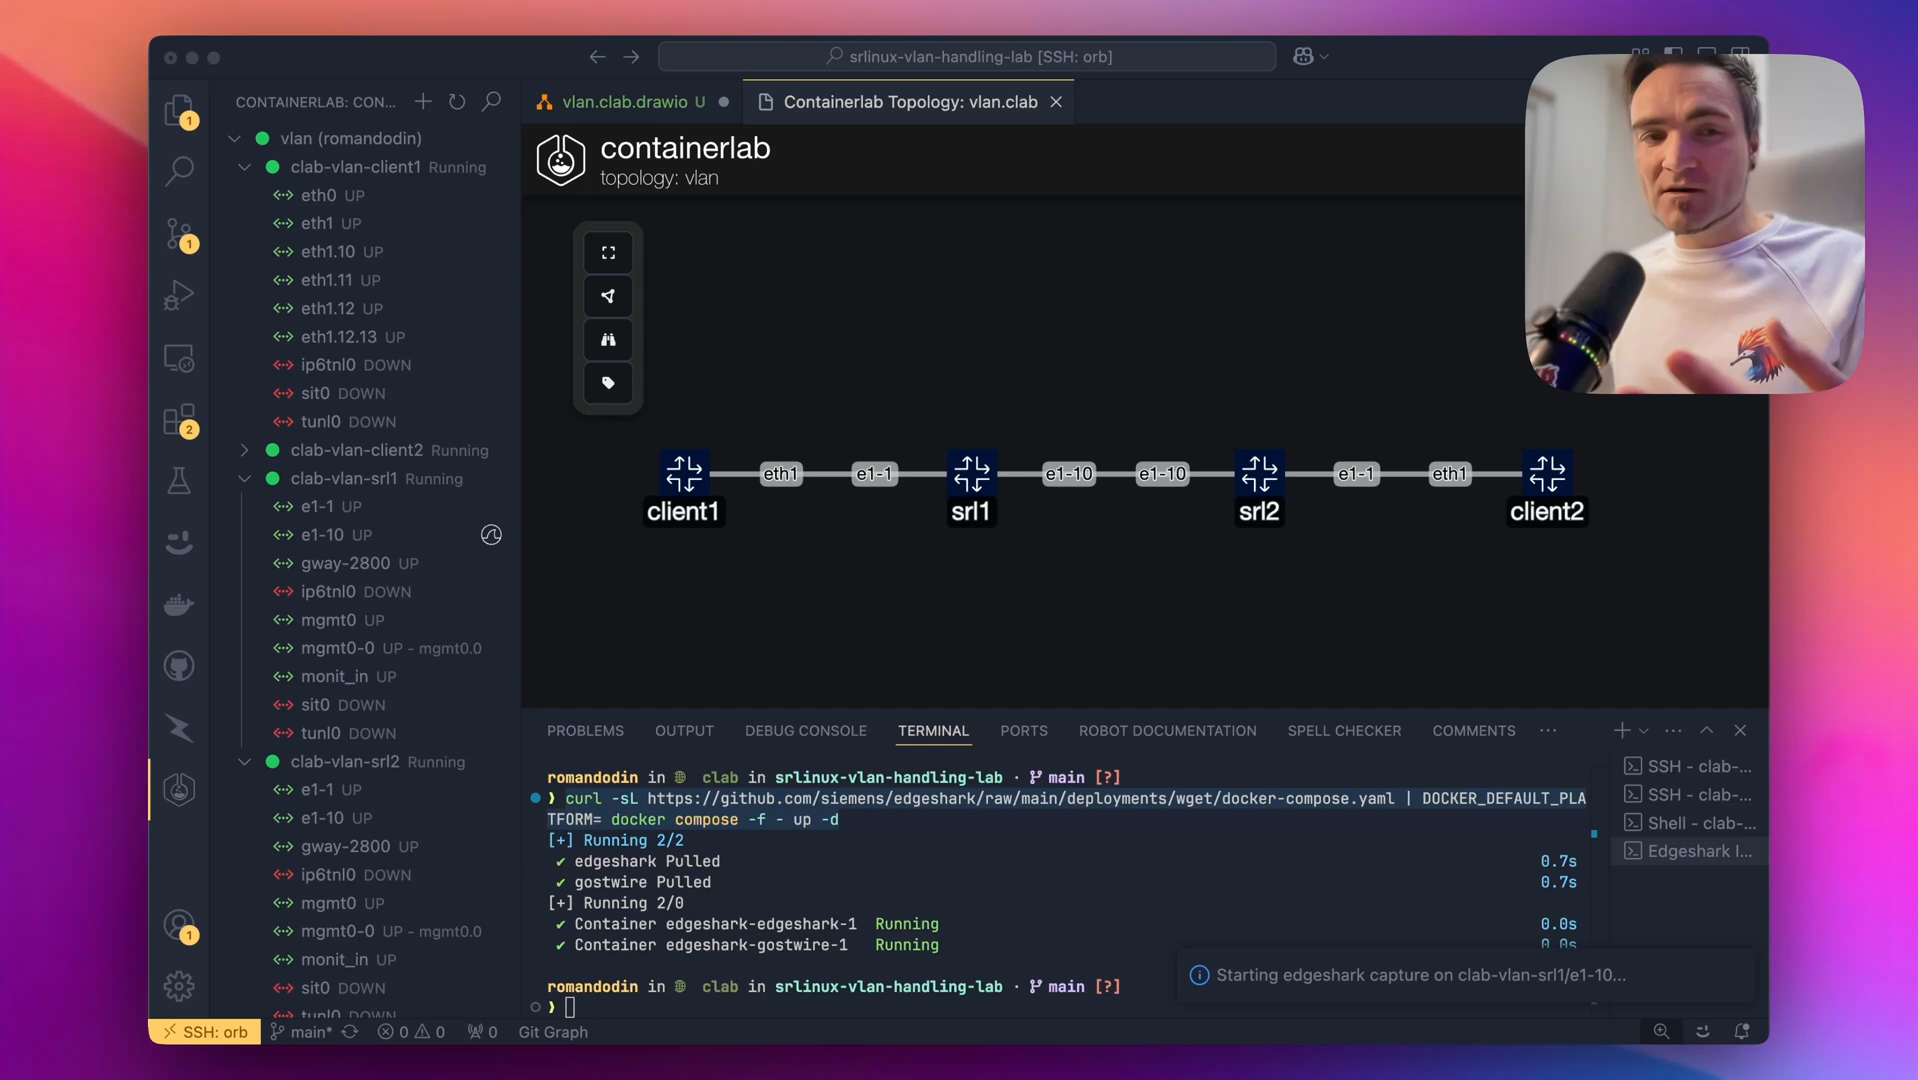 srlinux-vlan-handling-lab [SSH: orb]
CONTAINERLAB: CON...
vlan.clab.drawio U
Containerlab Topology: vlan.clab
1
vlan (romandodin)
clab-vlan-client1 Running
eth0 UP
eth1 UP
1
eth1.10 UP
eth1.11 UP
eth1.12 UP
eth1.12.13 UP
ip6tnl0 DOWN
sit0 DOWN
tunl0 DOWN
2
clab-vlan-client2 Running
clab-vlan-srl1 Running
e1-1 UP
e1-10 UP
gway-2800 UP
ip6tnl0 DOWN
mgmt0 UP
mgmt0-0 UP - mgmt0.0
monit_in UP
sit0 DOWN
tunl0 DOWN
clab-vlan-srl2 Running
e1-1 UP
e1-10 UP
gway-2800 UP
ip6tnl0 DOWN
mgmt0 UP
1
mgmt0-0 UP - mgmt0.0
monit_in UP
sit0 DOWN
tunl0 DOWN
containerlab
topology: vlan
eth1 e1-1 e1-10 e1-10 e1-1 eth1
client1 srl1 srl2 client2
PROBLEMS OUTPUT DEBUG CONSOLE TERMINAL PORTS ROBOT DOCUMENTATION SPELL CHECKER COMMENTS ...
romandodin in clab in srlinux-vlan-handling-lab · main [?]
❯ curl -sL https://github.com/siemens/edgeshark/raw/main/deployments/wget/docker-compose.yaml | DOCKER_DEFAULT_PLA
TFORM= docker compose -f - up -d
[+] Running 2/2
✔ edgeshark Pulled 0.7s
✔ gostwire Pulled 0.7s
[+] Running 2/0
✔ Container edgeshark-edgeshark-1 Running 0.0s
✔ Container edgeshark-gostwire-1 Running 0.0s
romandodin in clab in srlinux-vlan-handling-lab · main [?]
❯
SSH - clab-...
SSH - clab-...
Shell - clab-...
Edgeshark I...
Starting edgeshark capture on clab-vlan-srl1/e1-10...
SSH: orb main* 0 0 0 Git Graph